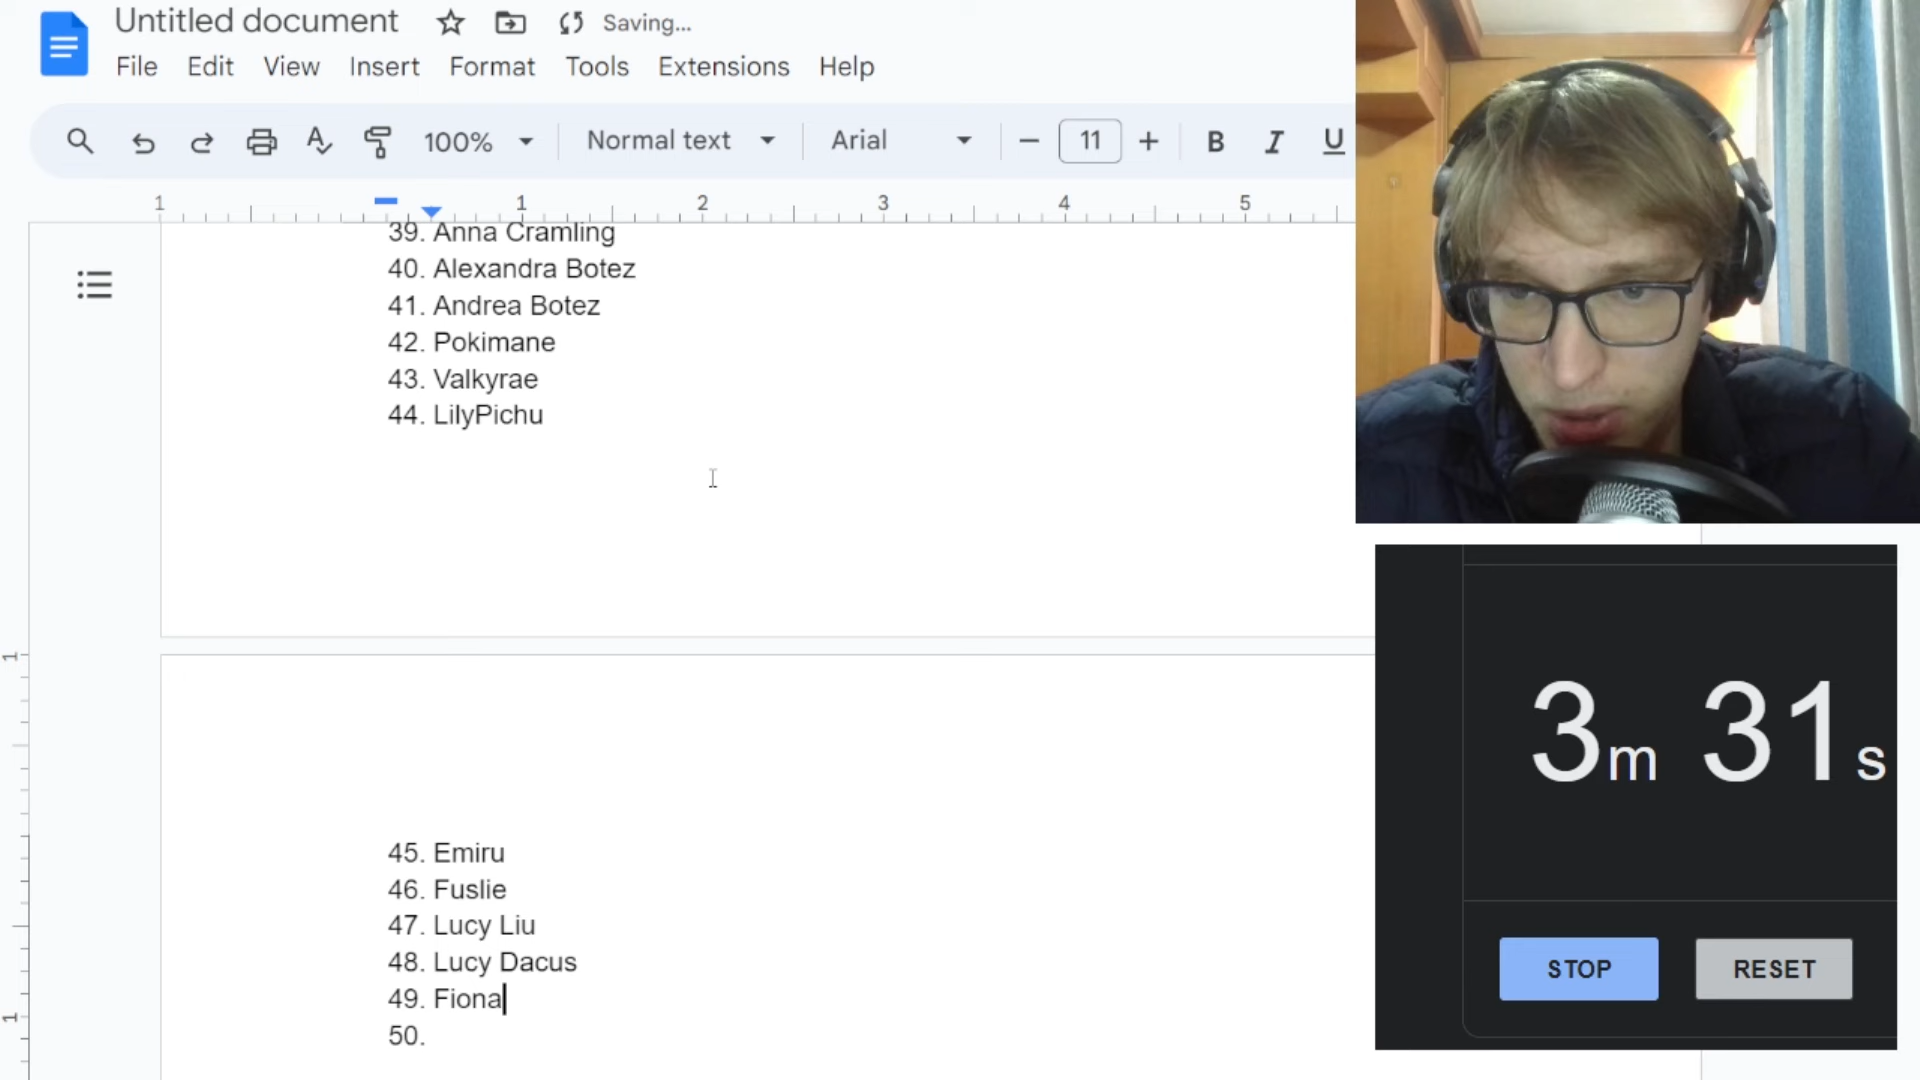 Untitled document Saving...
File Edit View Insert Format Tools Extensions Help
100% Normal text Arial 11 B I U
1 1 2 3 4 5
39. Anna Cramling
40. Alexandra Botez
41. Andrea Botez
42. Pokimane
43. Valkyrae
44. LilyPichu
1
45. Emiru
46. Fuslie
47. Lucy Liu
48. Lucy Dacus
49. Fiona
50.
1
3m 31s
STOP RESET